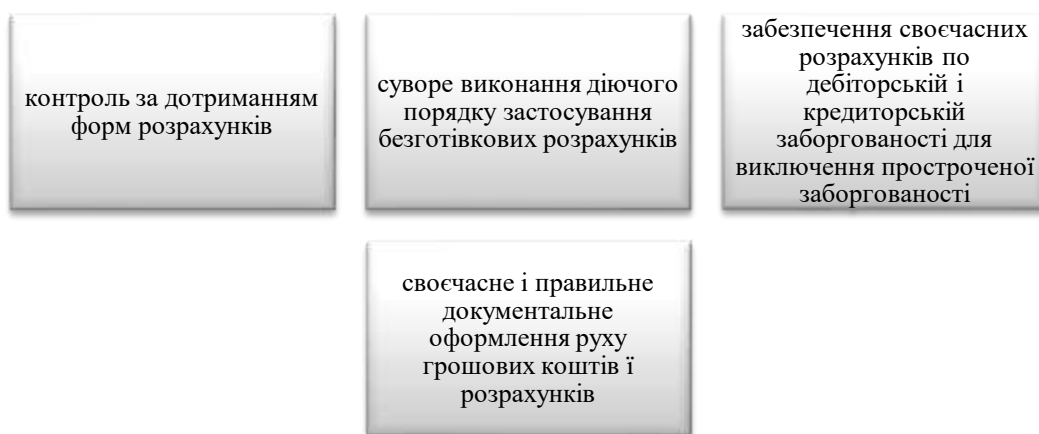 контроль за дотриманням
форм розрахунків
суворе виконання діючого
порядку застосування
безготівкових розрахунків
забезпечення своєчасних
розрахунків по
дебіторській і
кредиторській
заборгованості для
виключення простроченої
заборгованості
своєчасне і правильне
документальне
оформлення руху
грошових коштів ї
розрахунків